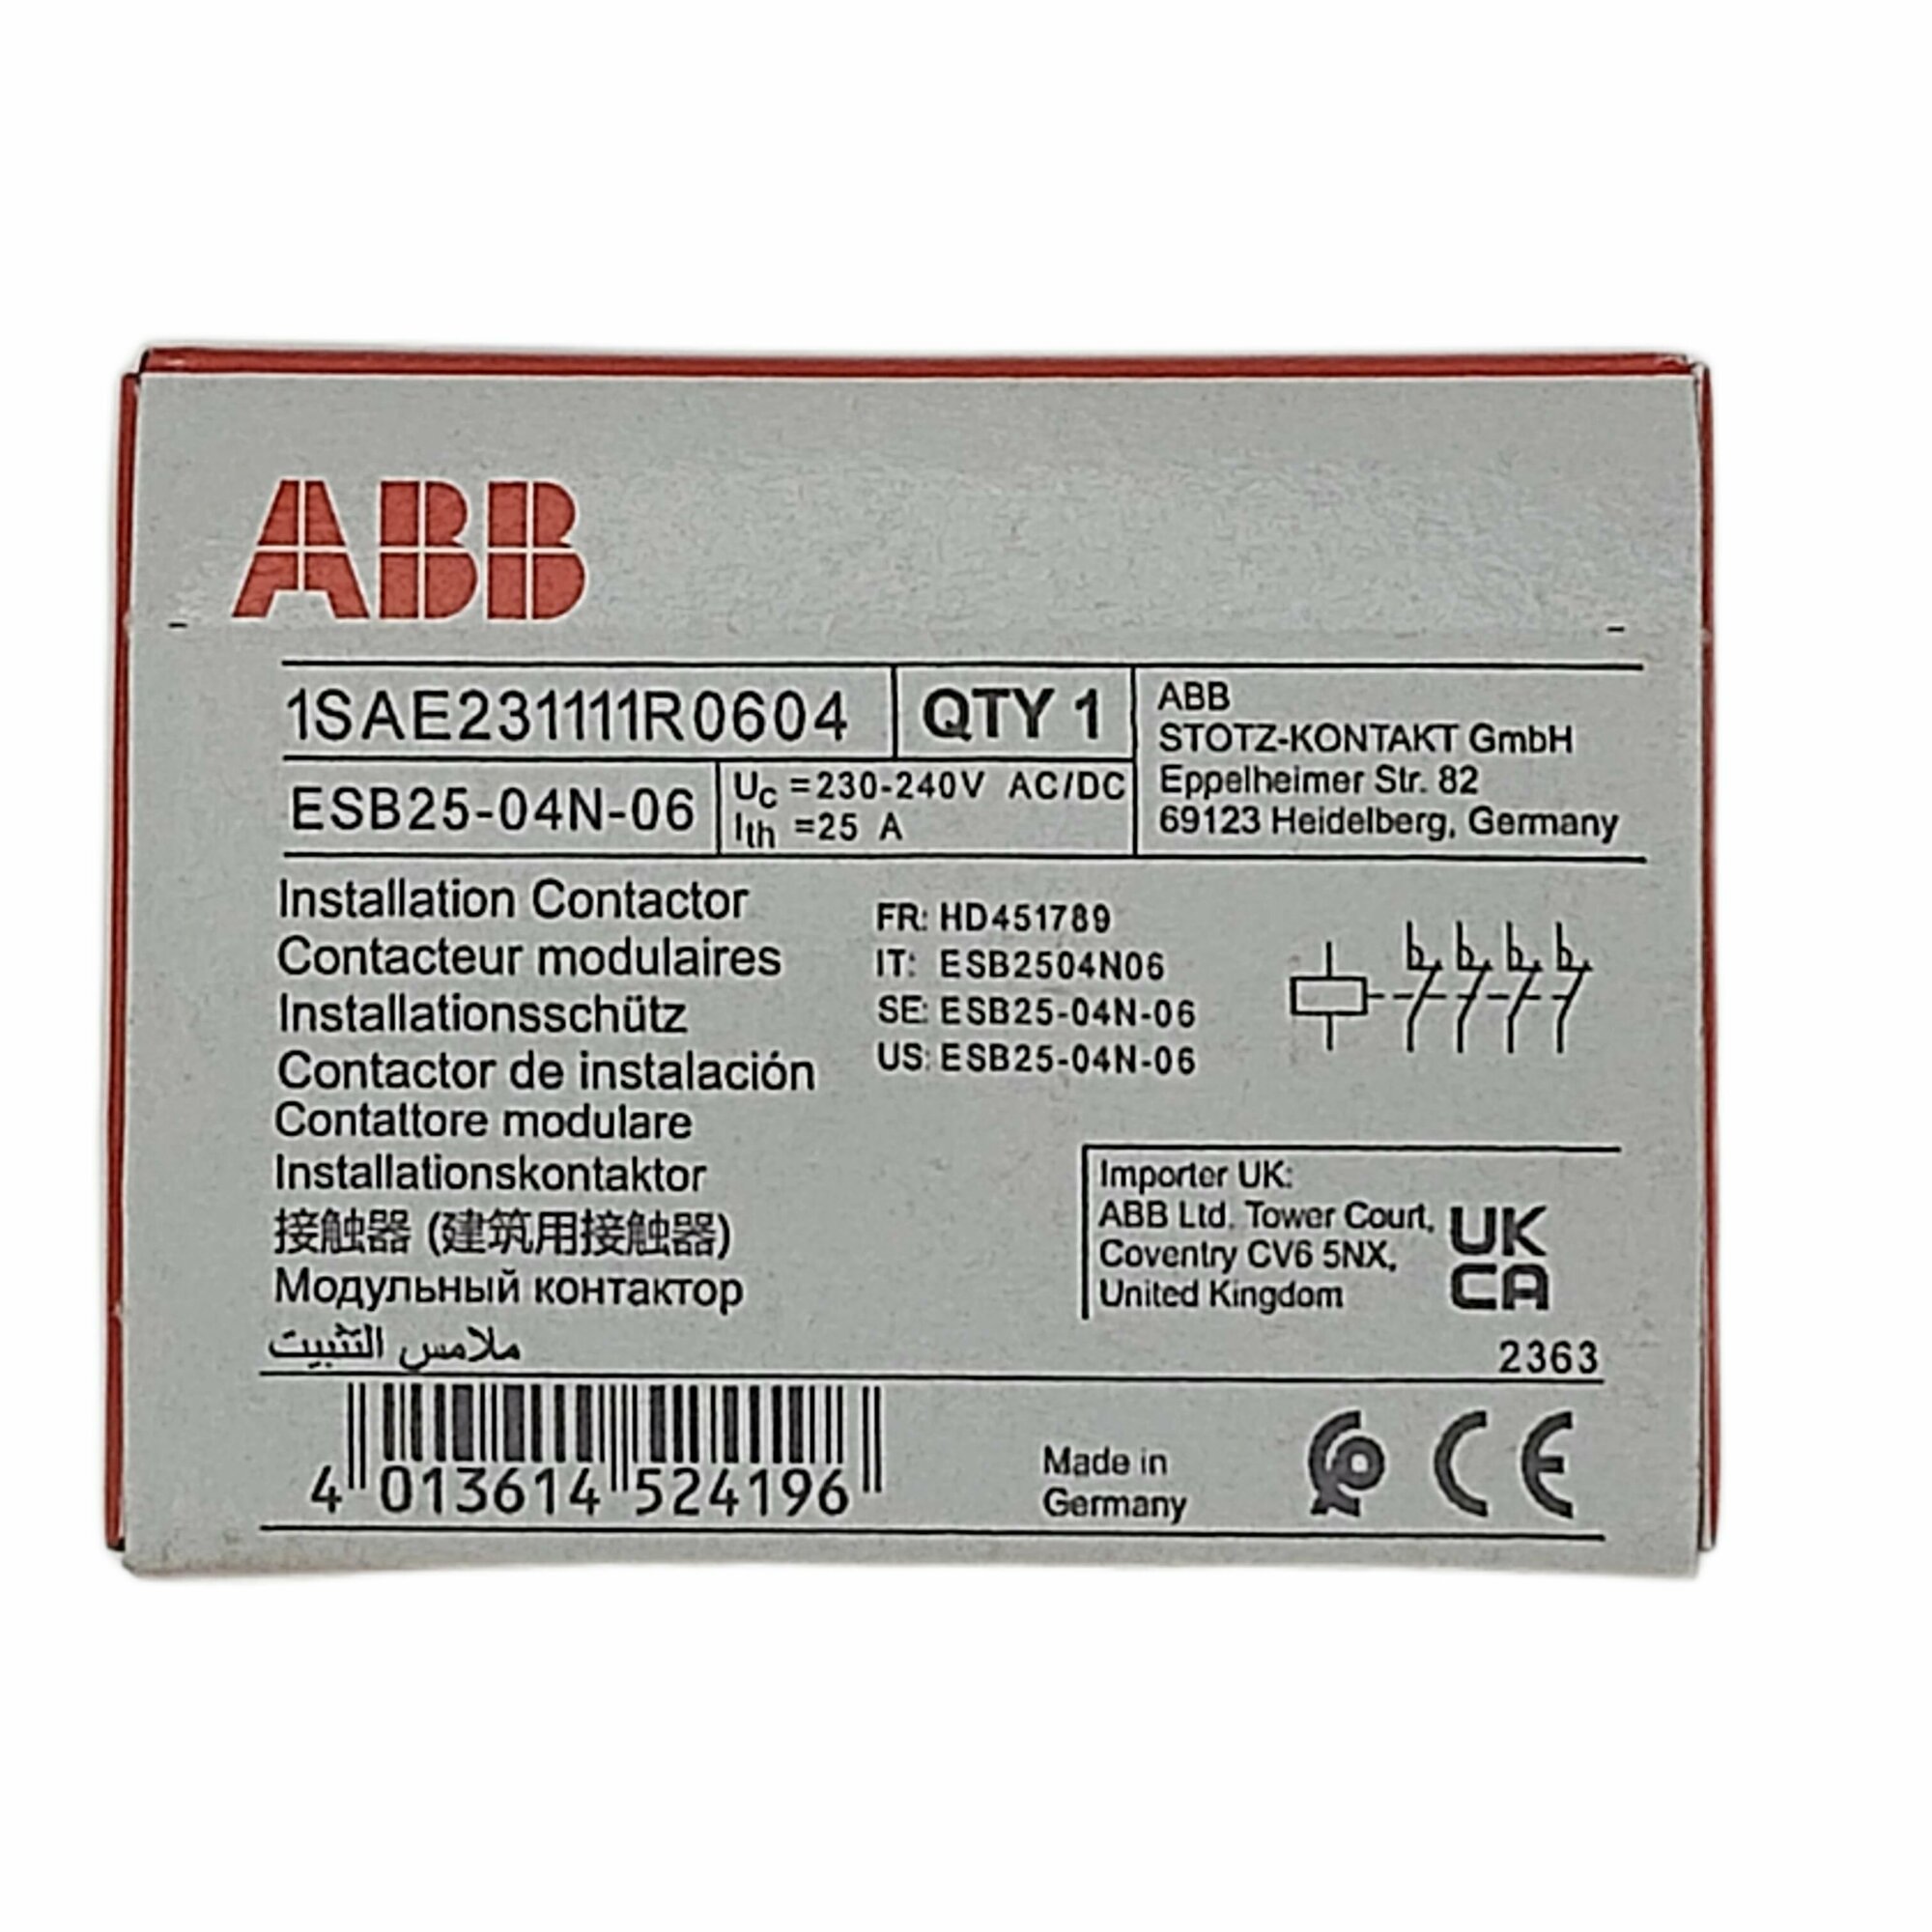 ABB
1SAE231111R0604
QTY 1
ESB25-04N-06
Uc =230-240V AC/DC
Ith =25 A
ABB
STOTZ-KONTAKT GmbH
Eppelheimer Str. 82
69123 Heidelberg, Germany
Installation Contactor
Contacteur modulaires
Installationsschütz
Contactor de instalación
Contattore modulare
Installationskontaktor
接触器 (建筑用接触器)
Модульный контактор
ملامس التثبيت
FR: HD451789
IT: ESB2504N06
SE: ESB25-04N-06
US: ESB25-04N-06
Importer UK:
ABB Ltd. Tower Court,
Coventry CV6 5NX,
United Kingdom
UK
CA
2363
4 013614 524196
Made in
Germany
CE